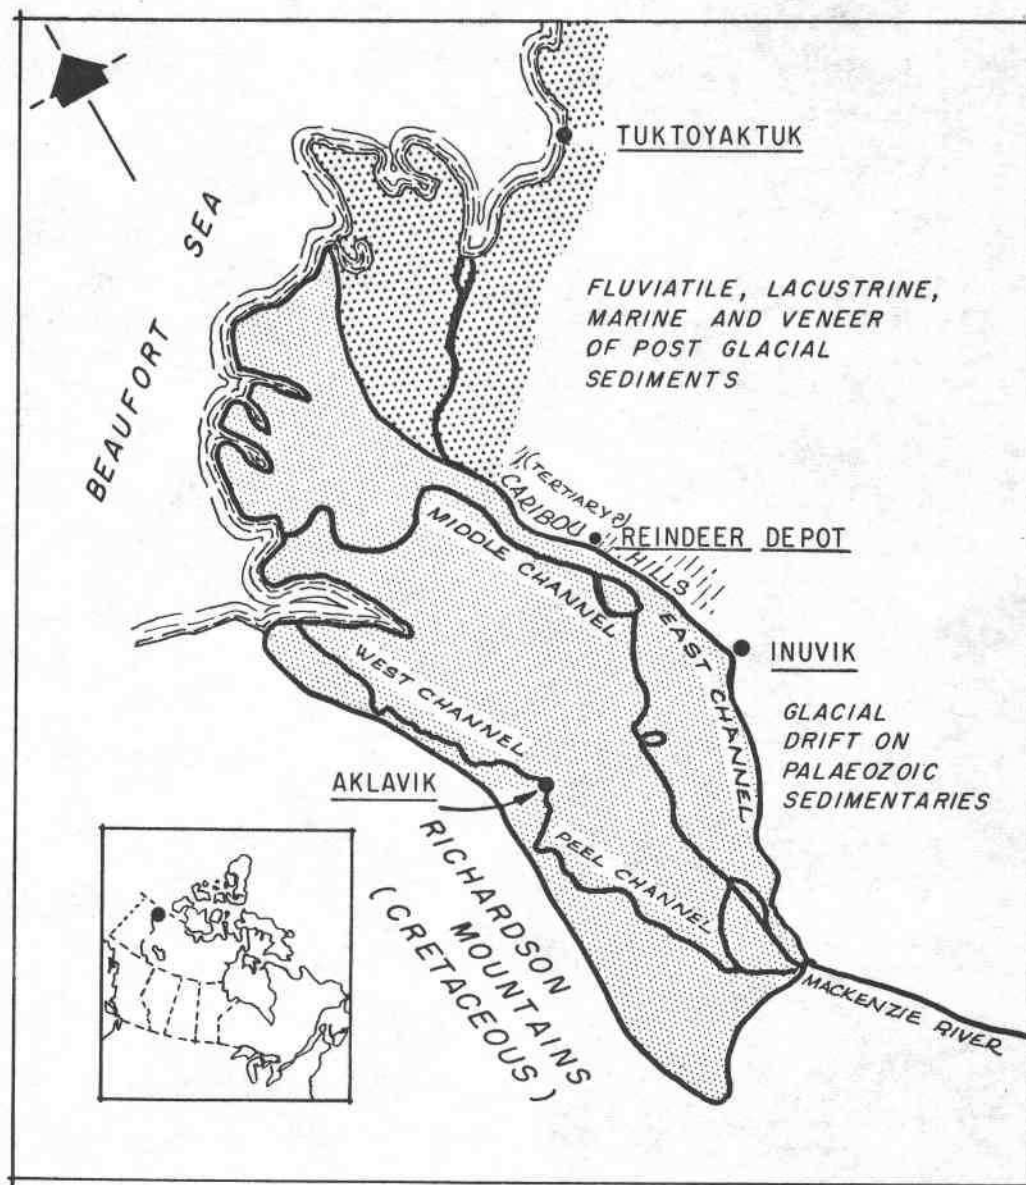 TUKTOYAKTUK
BEAUFORT SEA
FLUVIATILE, LACUSTRINE,
MARINE AND VENEER
OF POST GLACIAL
SEDIMENTS
(TERTIARY?)
CARIBOU HILLS
REINDEER DEPOT
MIDDLE CHANNEL
EAST CHANNEL
INUVIK
WEST CHANNEL
GLACIAL
DRIFT ON
PALAEOZOIC
SEDIMENTARIES
AKLAVIK
PEEL CHANNEL
RICHARDSON
MOUNTAINS
(CRETACEOUS)
MACKENZIE RIVER